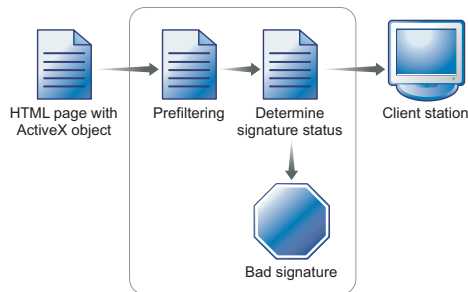 HTML page with
ActiveX object
Prefiltering
Determine
signature status
Client station
Bad signature